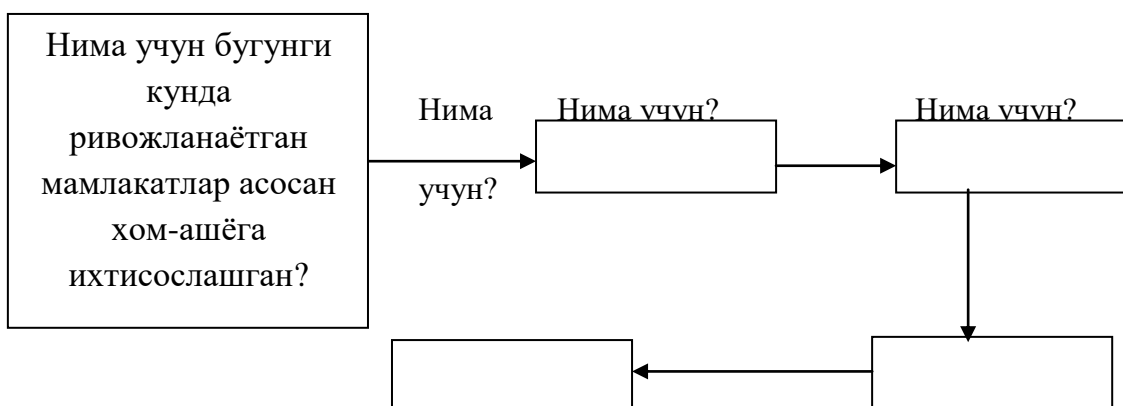 Нима учун бугунги
кунда
ривожланаётган
мамлакатлар асосан
хом-ашёга
ихтисослашган?
Нима
учун?
Нима учун?
Нима учун?